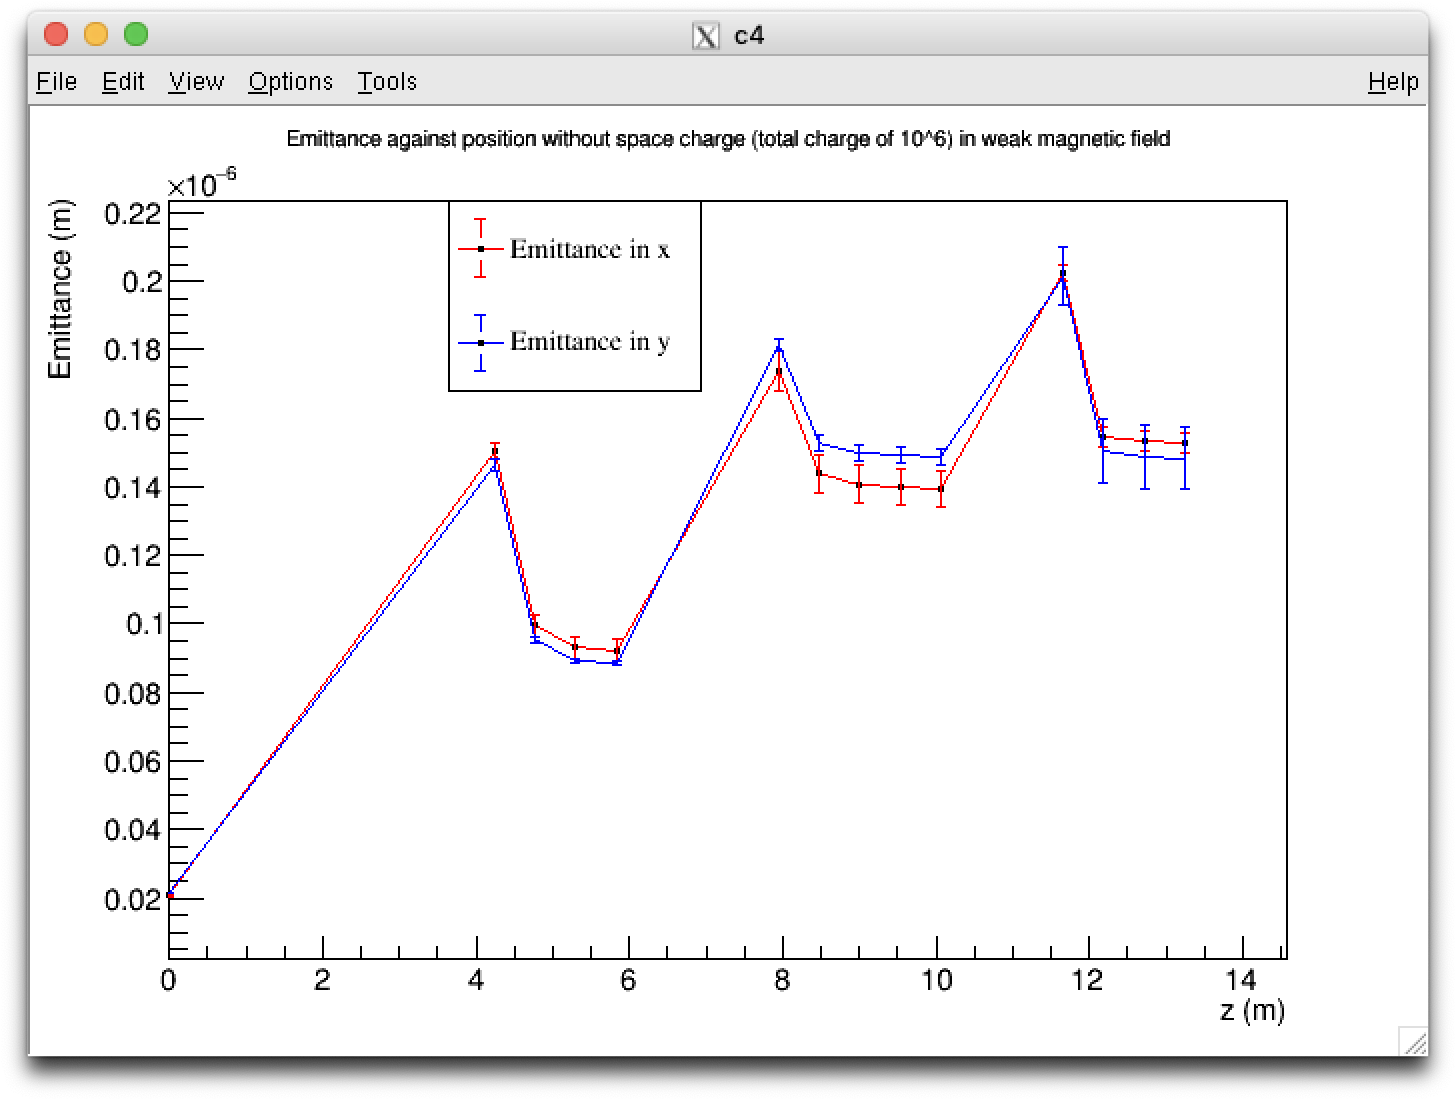 c4
File Edit View Options Tools Help
Emittance against position without space charge (total charge of 10^6) in weak magnetic field
×10⁻⁶
Emittance (m)
0.22
0.2
0.18
0.16
0.14
0.12
0.1
0.08
0.06
0.04
0.02
Emittance in x
Emittance in y
0 2 4 6 8 10 12 14
z (m)